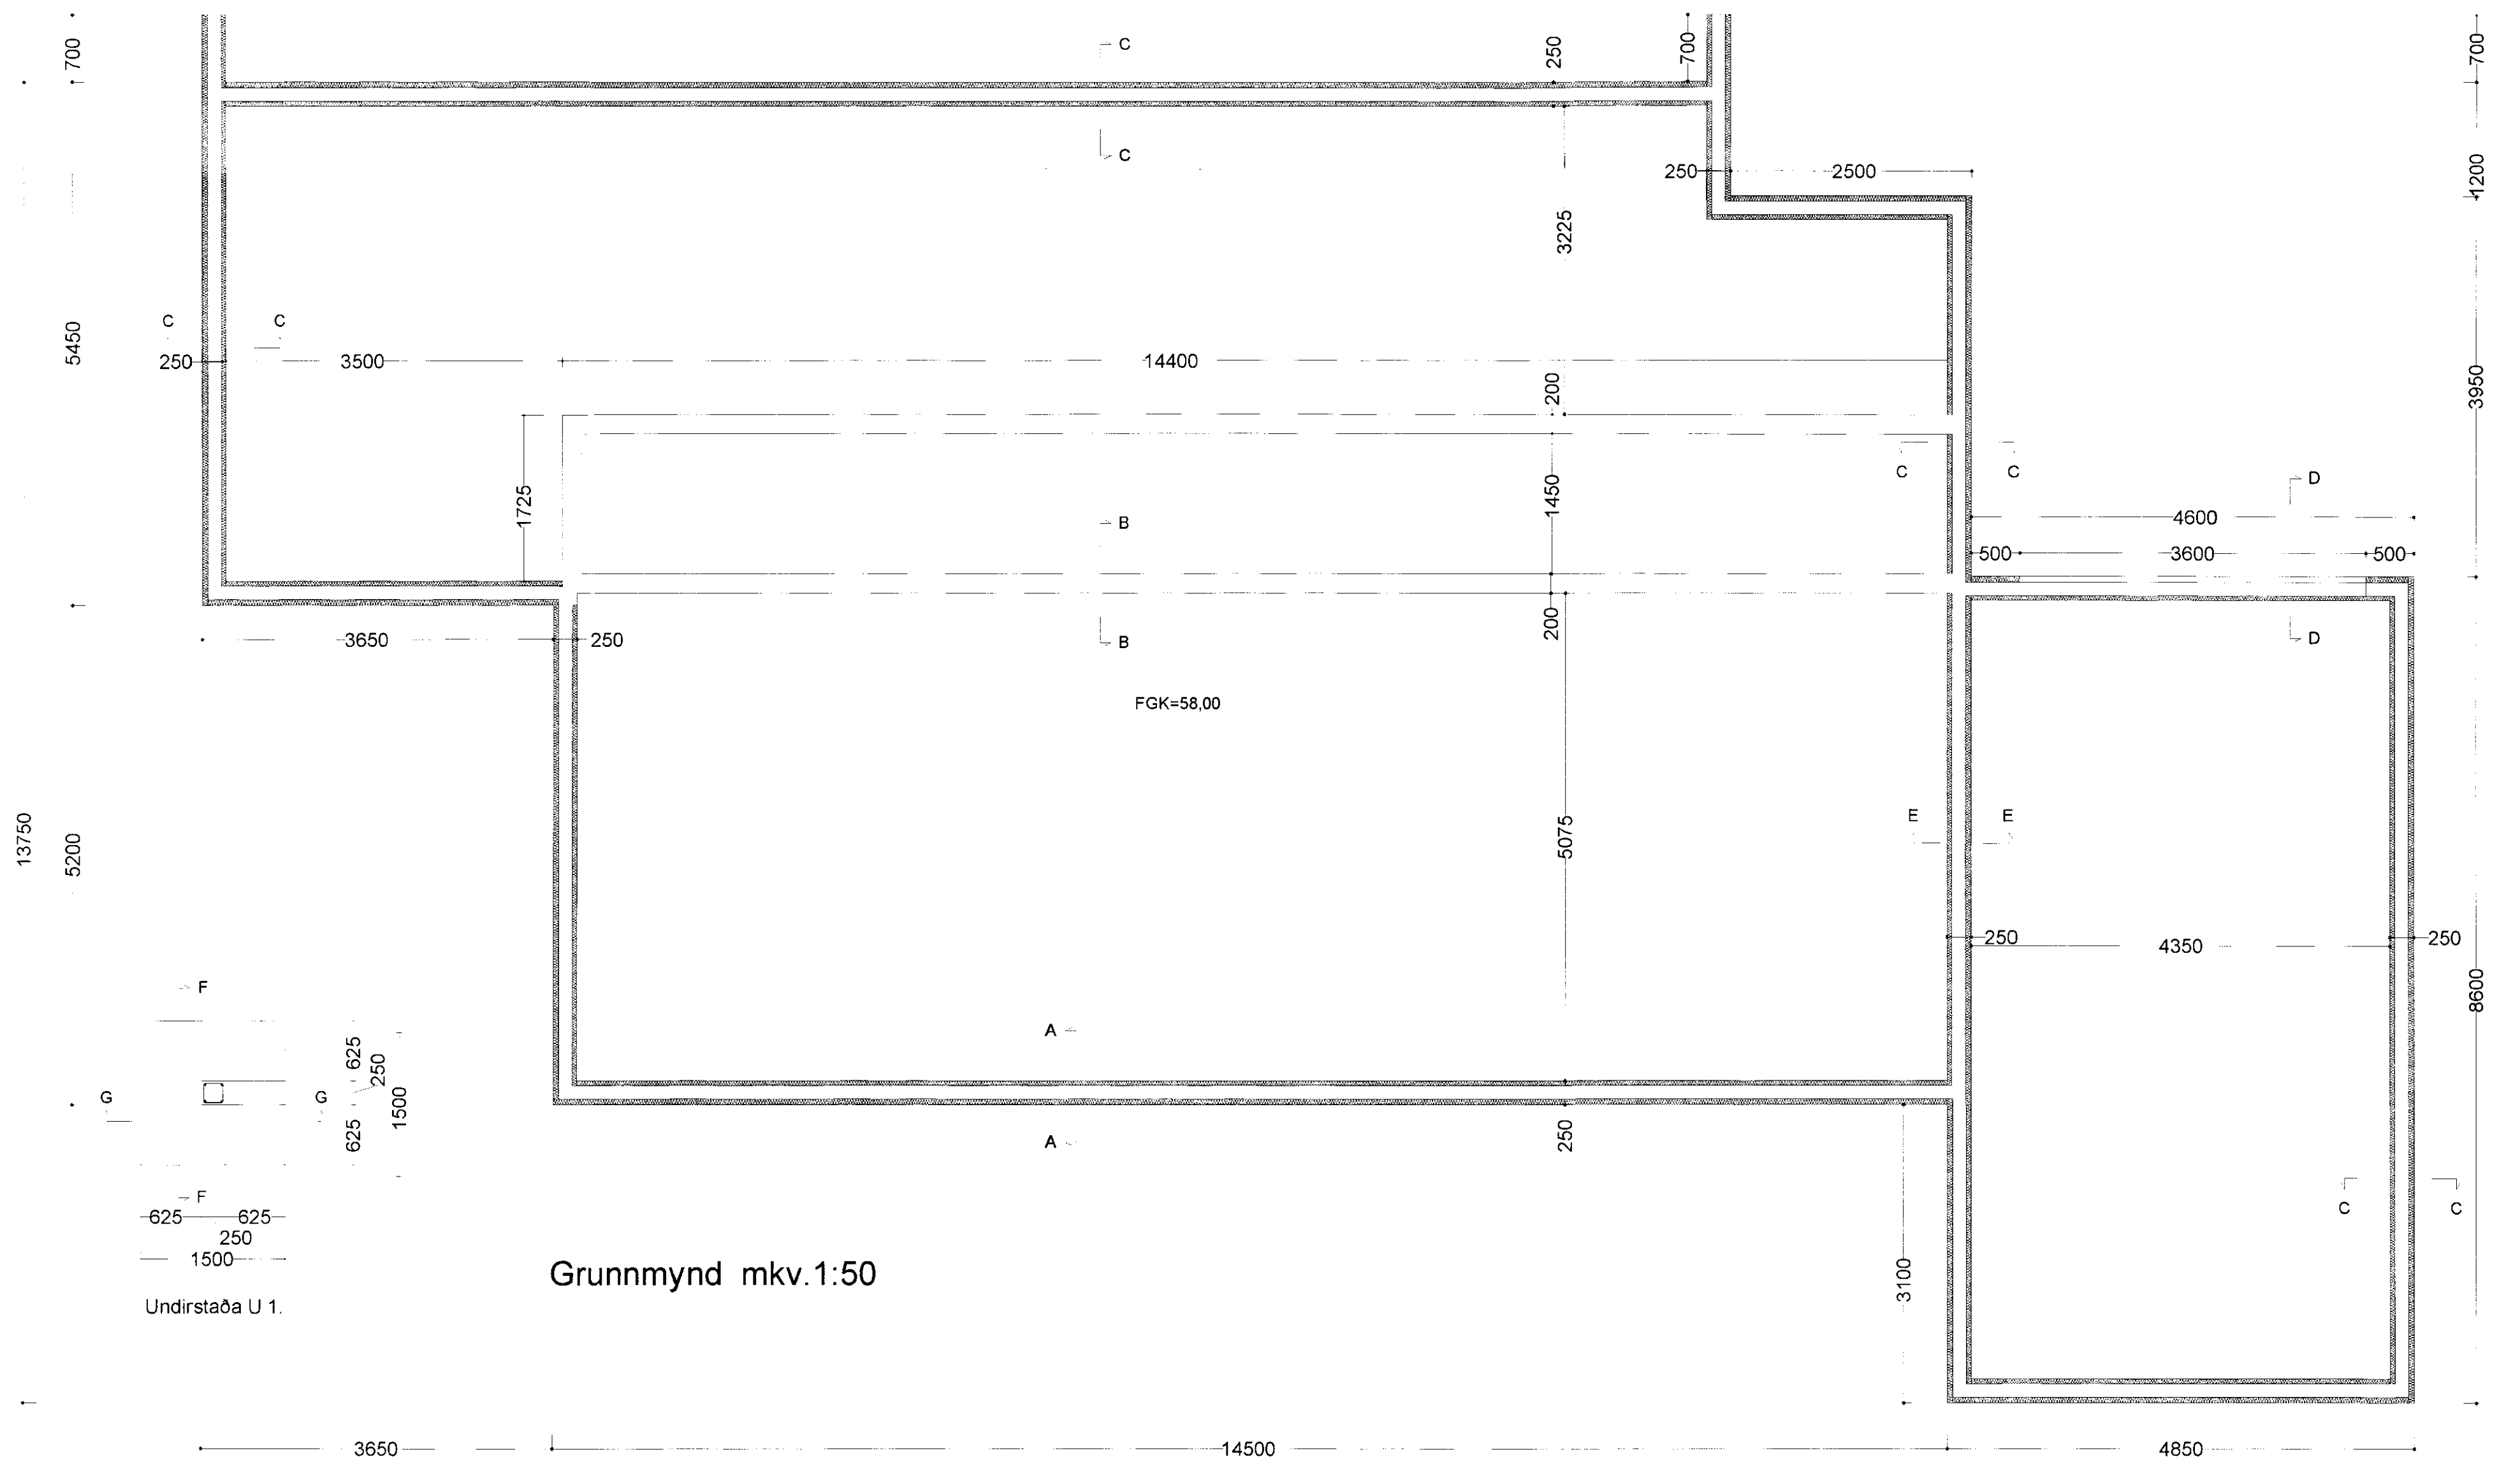 700
250
700
700
C
C
250
2500
1200
3225
C
C
5450
250
3500
14400
200
3950
C
C
D
1725
1450
B
4600
500
3600
500
3650
250
200
B
D
FGK=58,00
13750
5200
5075
E
E
250
4350
250
8600
F
A
625
250
1500
625
G
G
A
250
F
625
625
250
1500
C
C
3100
Grunnmynd mkv.1:50
Undirstaða U 1.
3650
14500
4850